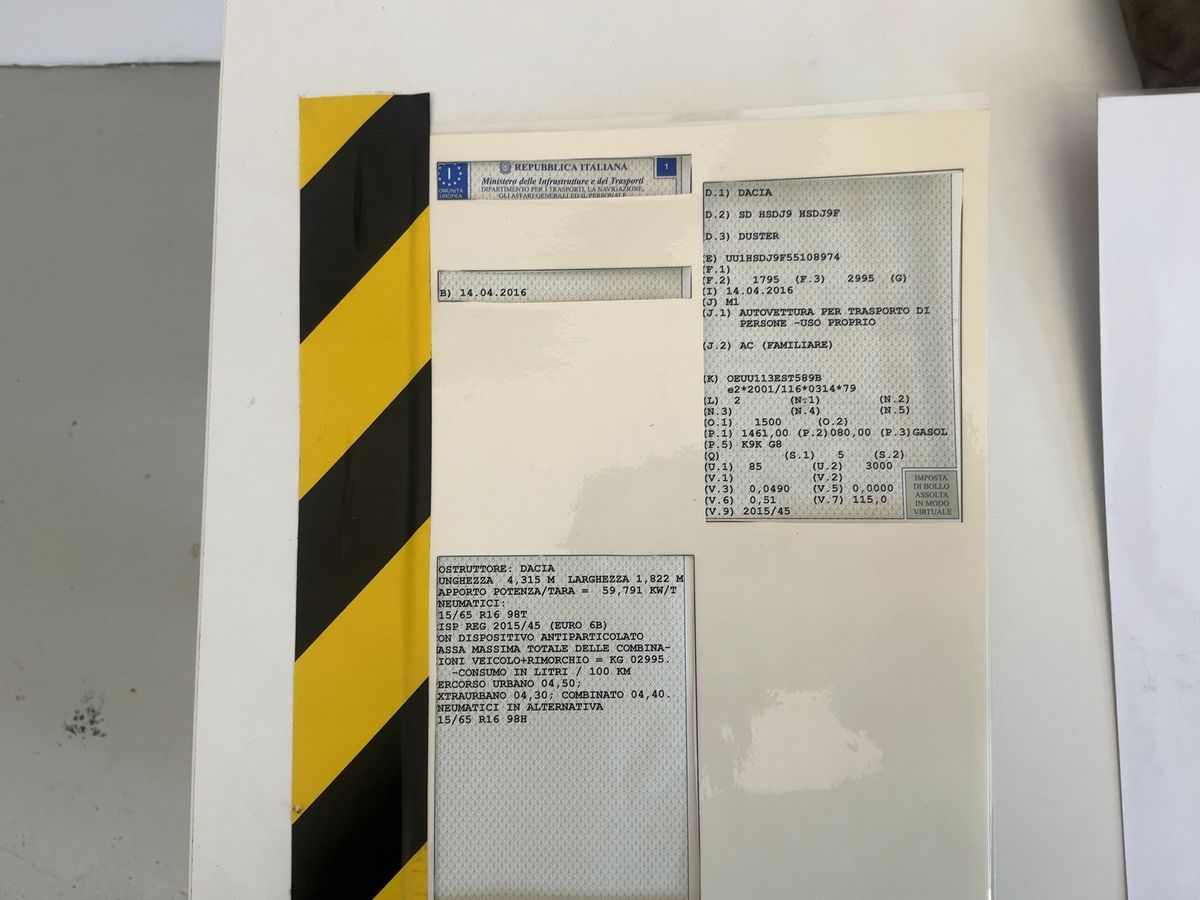 I
COMUNITÀ
EUROPEA
REPUBBLICA ITALIANA
1
Ministero delle Infrastrutture e dei Trasporti
DIPARTIMENTO PER I TRASPORTI, LA NAVIGAZIONE,
GLI AFFARI GENERALI ED IL PERSONALE
B) 14.04.2016
OSTRUTTORE: DACIA
UNGHEZZA 4,315 M LARGHEZZA 1,822 M
APPORTO POTENZA/TARA = 59,791 KW/T
NEUMATICI:
15/65 R16 98T
ISP REG 2015/45 (EURO 6B)
ON DISPOSITIVO ANTIPARTICOLATO
ASSA MASSIMA TOTALE DELLE COMBINA-
IONI VEICOLO+RIMORCHIO = KG 02995.
-CONSUMO IN LITRI / 100 KM
ERCORSO URBANO 04,50;
XTRAURBANO 04,30; COMBINATO 04,40.
NEUMATICI IN ALTERNATIVA
15/65 R16 98H
(D.1) DACIA
(D.2) SD HSDJ9 HSDJ9F
(D.3) DUSTER
(E) UU1HSDJ9F55108974
(F.1)
(F.2) 1795 (F.3) 2995 (G)
(I) 14.04.2016
(J) M1
(J.1) AUTOVETTURA PER TRASPORTO DI
PERSONE -USO PROPRIO
(J.2) AC (FAMILIARE)
(K) OEUU113EST589B
e2*2001/116*0314*79
(L) 2 (N.1) (N.2)
(N.3) (N.4) (N.5)
(O.1) 1500 (O.2)
(P.1) 1461,00 (P.2)080,00 (P.3)GASOL
(P.5) K9K G8
(Q) (S.1) 5 (S.2)
(U.1) 85 (U.2) 3000
(V.1) (V.2)
(V.3) 0,0490 (V.5) 0,0000
(V.6) 0,51 (V.7) 115,0
(V.9) 2015/45
IMPOSTA
DI BOLLO
ASSOLTA
IN MODO
VIRTUALE